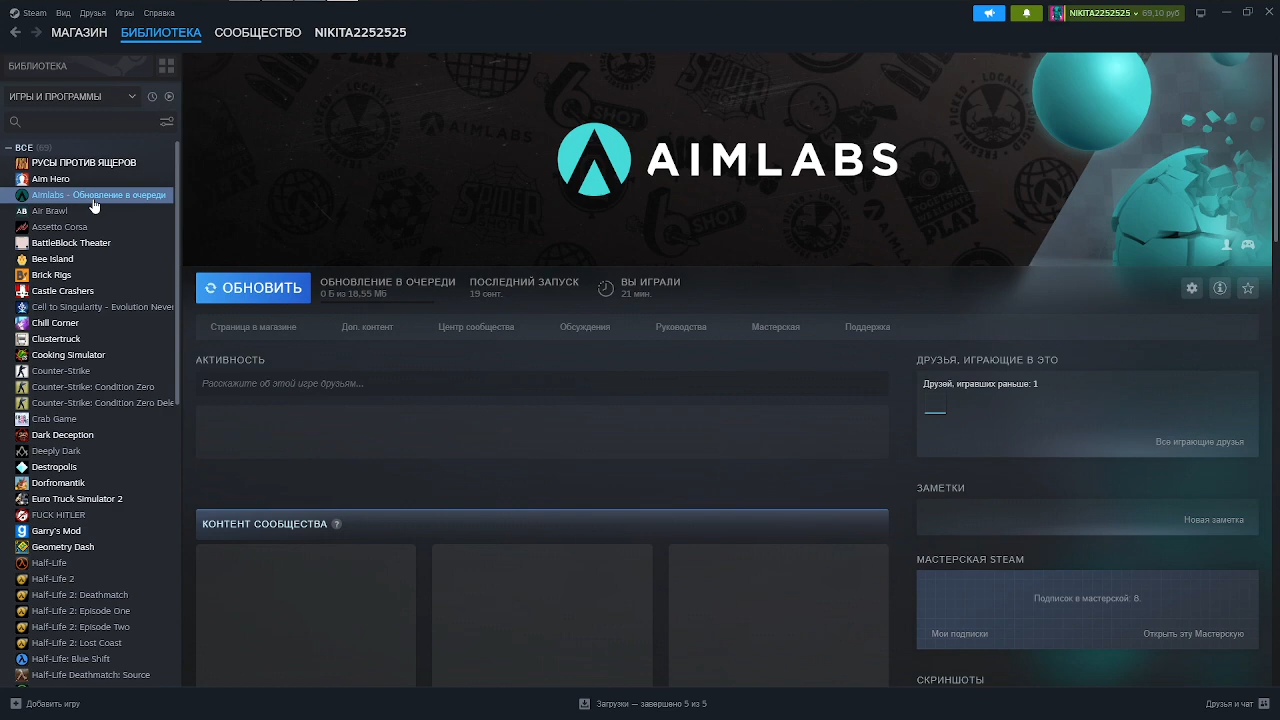 Steam Вид Друзья Игры Справка
NIKITA2252525 69,10 руб
МАГАЗИН БИБЛИОТЕКА СООБЩЕСТВО NIKITA2252525
БИБЛИОТЕКА
ИГРЫ И ПРОГРАММЫ
ВСЕ (69)
РУСЫ ПРОТИВ ЯЩЕРОВ
Aim Hero
Aimlabs - Обновление в очереди
Air Brawl
Assetto Corsa
BattleBlock Theater
Bee Island
Brick Rigs
Castle Crashers
Cell to Singularity - Evolution Never
Chill Corner
Clustertruck
Cooking Simulator
Counter-Strike
Counter-Strike: Condition Zero
Counter-Strike: Condition Zero Dele
Crab Game
Dark Deception
Deeply Dark
Demonolis
Dorfromantik
Euro Truck Simulator 2
FUCK HITLER
Garry's Mod
Geometry Dash
Half-Life
Half-Life 2
Half-Life 2: Deathmatch
Half-Life 2: Episode One
Half-Life 2: Episode Two
Half-Life 2: Lost Coast
Half-Life: Blue Shift
Half-Life Deathmatch: Source
AIMLABS
ОБНОВИТЬ
ОБНОВЛЕНИЕ В ОЧЕРЕДИ
0 Б из 18,55 Мб
ПОСЛЕДНИЙ ЗАПУСК
19 сент.
ВЫ ИГРАЛИ
21 мин.
Страница в магазине Доп. контент Центр сообщества Обсуждения Руководства Мастерская Поддержка
АКТИВНОСТЬ
Расскажите об этой игре друзьям...
КОНТЕНТ СООБЩЕСТВА ?
ДРУЗЬЯ, ИГРАЮЩИЕ В ЭТО
Друзей, игравших раньше: 1
Все играющие друзья
ЗАМЕТКИ
Новая заметка
МАСТЕРСКАЯ STEAM
Подписок в мастерской: 8.
Мои подписки Открыть эту Мастерскую
СКРИНШОТЫ
Добавить игру
Загрузки — завершено 5 из 5
Друзья и чат